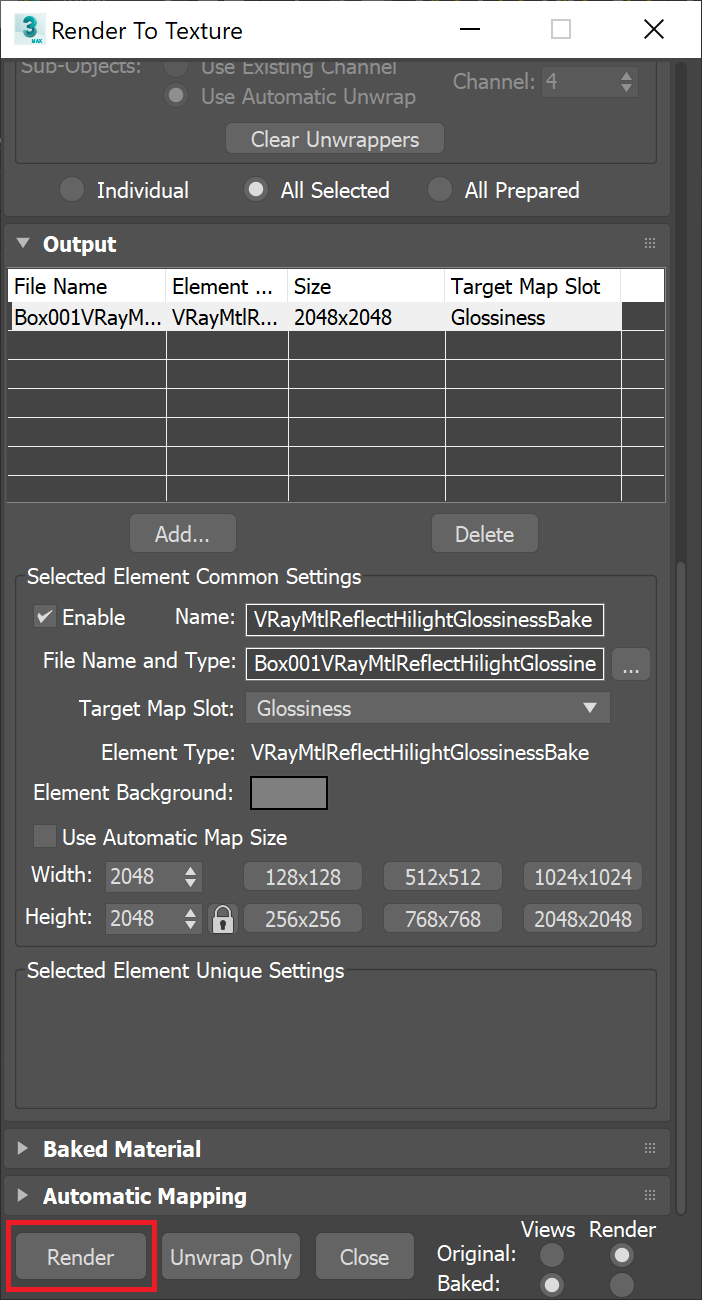 3 MAX Render To Texture
Sub-Objects: Use Existing Channel
Use Automatic Unwrap Channel: 4
Clear Unwrappers
Individual All Selected All Prepared
Output
File Name Element ... Size Target Map Slot
Box001VRayM... VRayMtlR... 2048x2048 Glossiness
Add... Delete
Selected Element Common Settings
Enable Name: VRayMtlReflectHilightGlossinessBake
File Name and Type: Box001VRayMtlReflectHilightGlossine ...
Target Map Slot: Glossiness
Element Type: VRayMtlReflectHilightGlossinessBake
Element Background:
Use Automatic Map Size
Width: 2048 128x128 512x512 1024x1024
Height: 2048 256x256 768x768 2048x2048
Selected Element Unique Settings
Baked Material
Automatic Mapping
Views Render
Render Unwrap Only Close Original:
Baked: